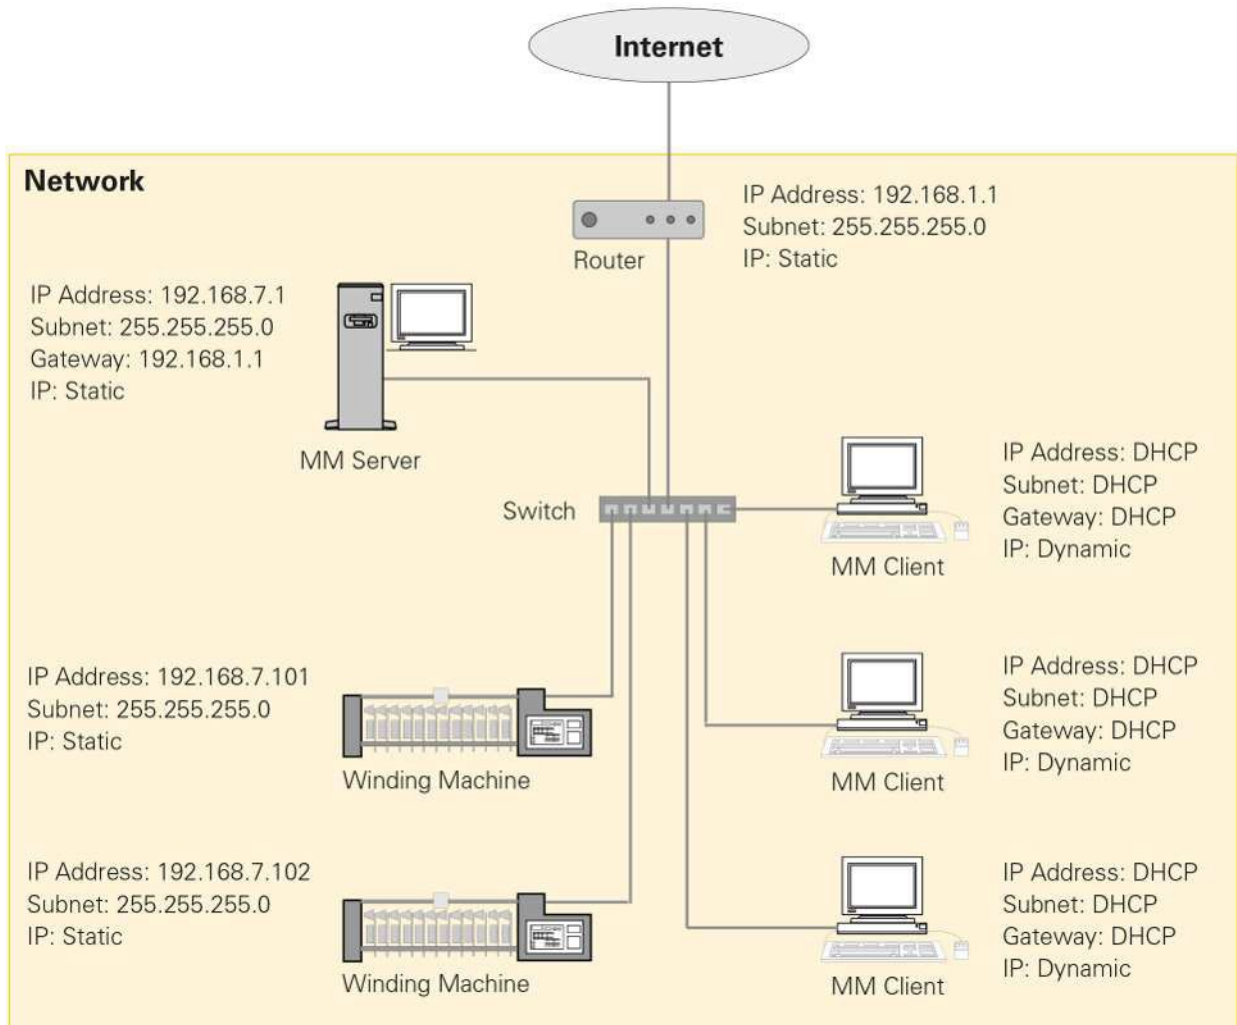 Internet
Network
IP Address: 192.168.1.1
Subnet: 255.255.255.0
IP: Static
Router
IP Address: 192.168.7.1
Subnet: 255.255.255.0
Gateway: 192.168.1.1
IP: Static
MM Server
Switch
IP Address: DHCP
Subnet: DHCP
Gateway: DHCP
IP: Dynamic
MM Client
IP Address: 192.168.7.101
Subnet: 255.255.255.0
IP: Static
Winding Machine
IP Address: DHCP
Subnet: DHCP
Gateway: DHCP
IP: Dynamic
MM Client
IP Address: 192.168.7.102
Subnet: 255.255.255.0
IP: Static
Winding Machine
IP Address: DHCP
Subnet: DHCP
Gateway: DHCP
IP: Dynamic
MM Client